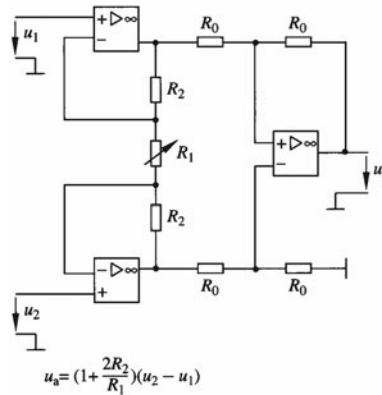 + ▷ ∞
−
u₁
R₀ R₀
R₂
R₁
+ ▷ ∞
−
u
R₂
− ▷ ∞
+
R₀ R₀
u₂
uₐ= (1+ 2R₂/R₁)(u₂ − u₁)